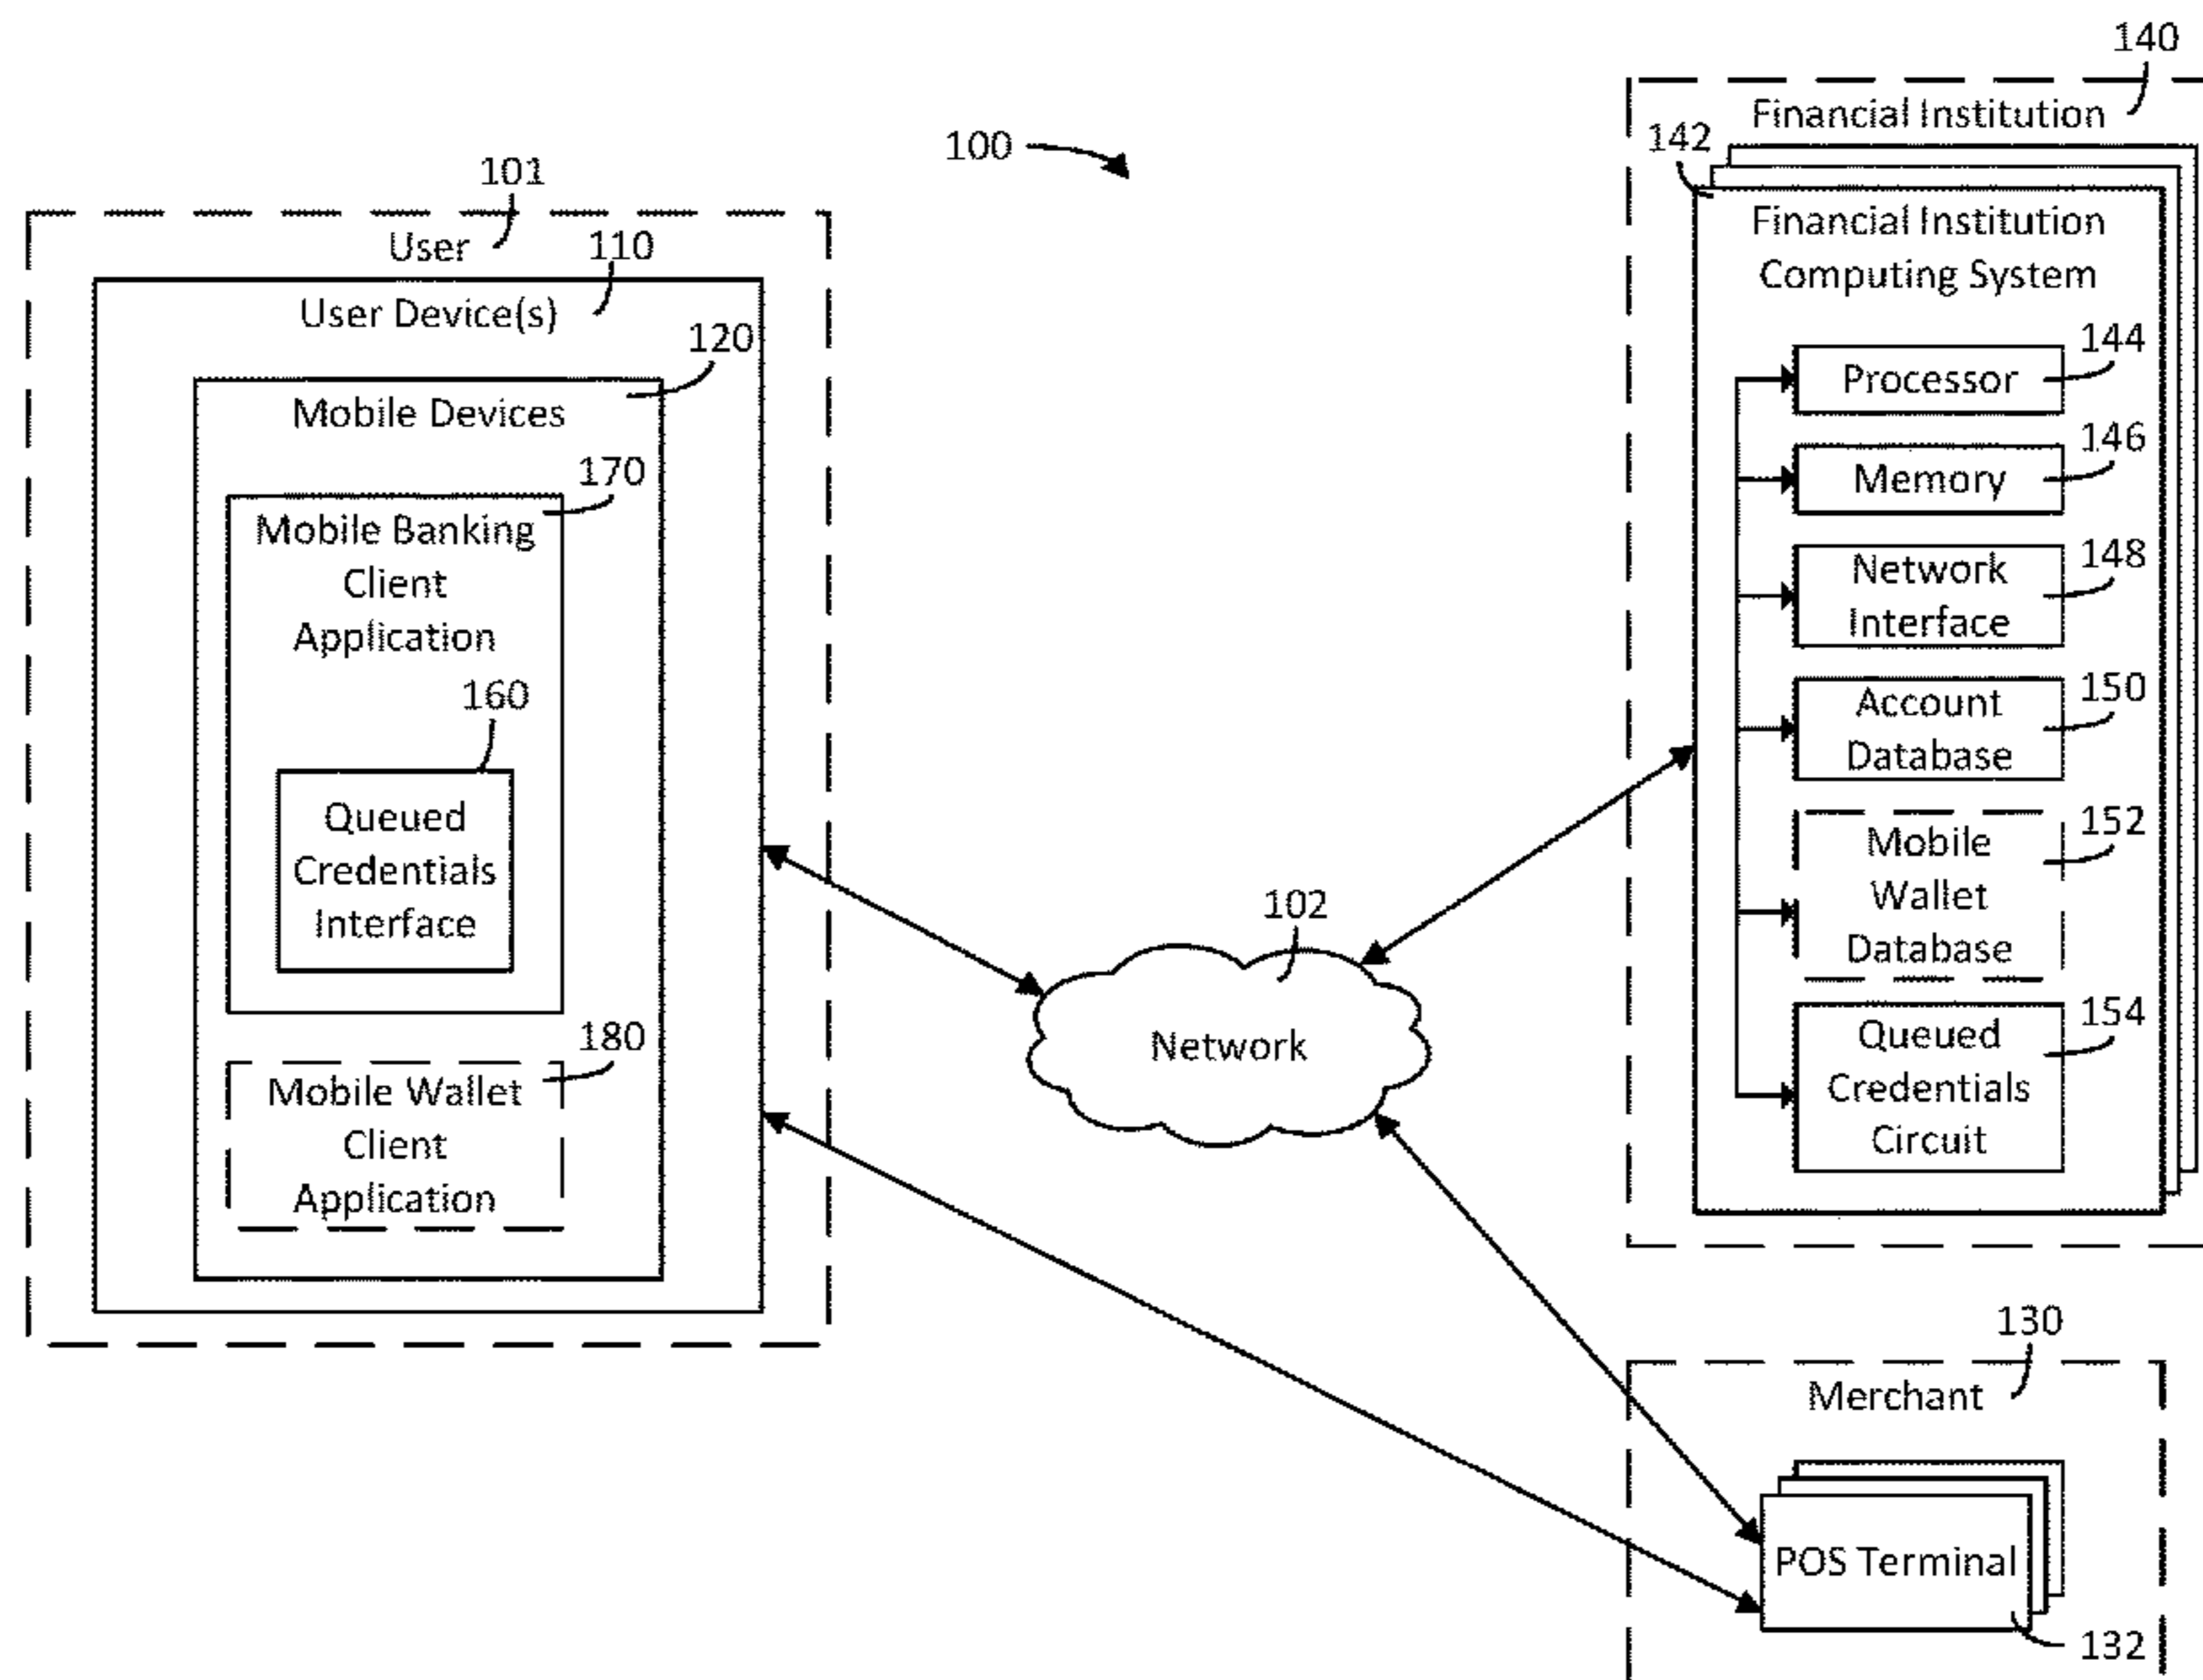 100
101
User
110
User Device(s)
120
Mobile Devices
170
Mobile Banking
Client
Application
160
Queued
Credentials
Interface
180
Mobile Wallet
Client
Application
102
Network
140
Financial Institution
142
Financial Institution
Computing System
144
Processor
146
Memory
148
Network
Interface
150
Account
Database
152
Mobile
Wallet
Database
154
Queued
Credentials
Circuit
130
Merchant
POS Terminal
132